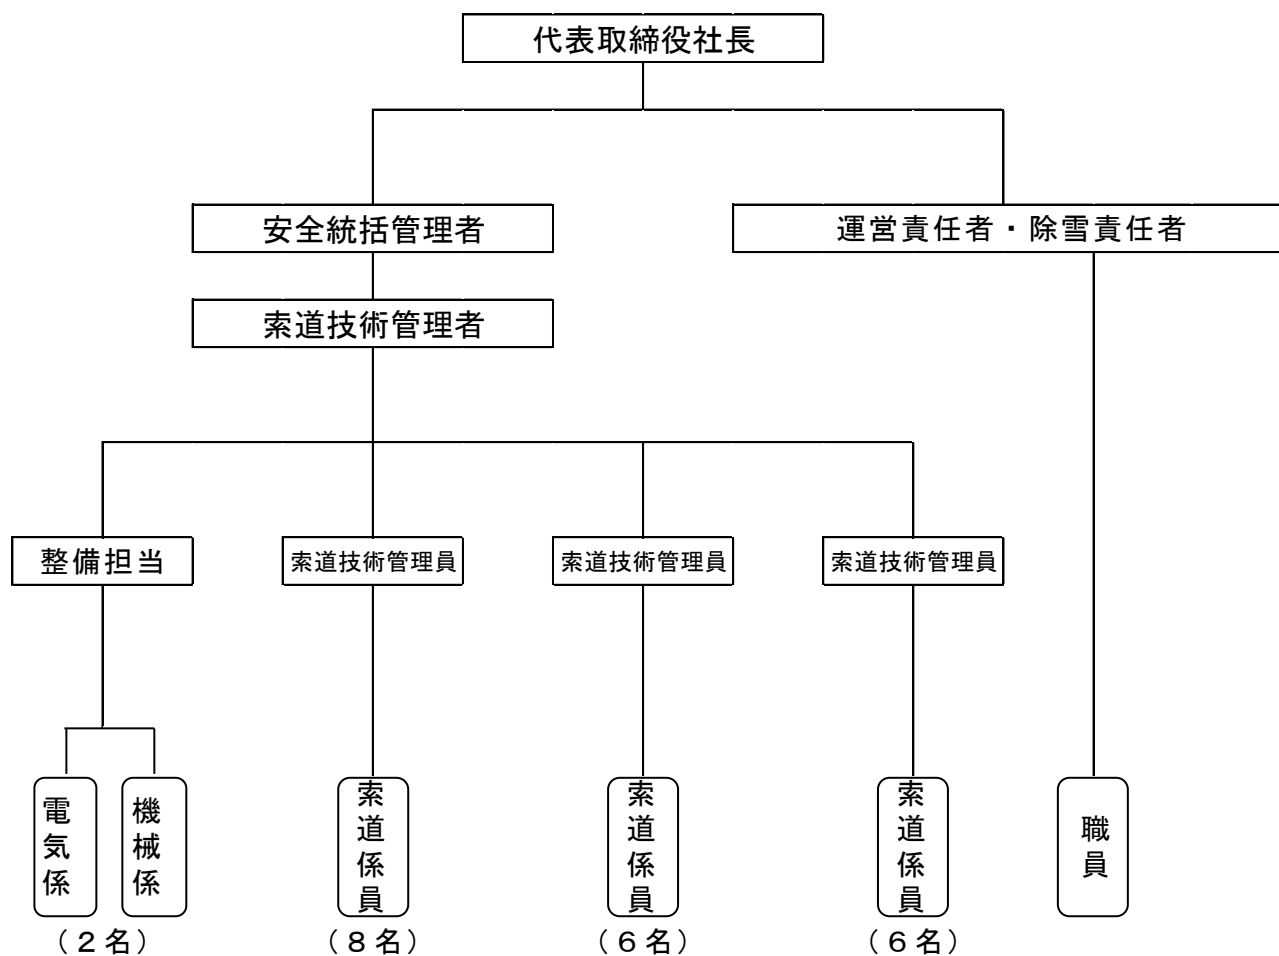 代表取締役社長
安全統括管理者
運営責任者・除雪責任者
索道技術管理者
整備担当
索道技術管理員
索道技術管理員
索道技術管理員
電気係
機械係
索道係員
索道係員
索道係員
職員
（２名）
（８名）
（６名）
（６名）